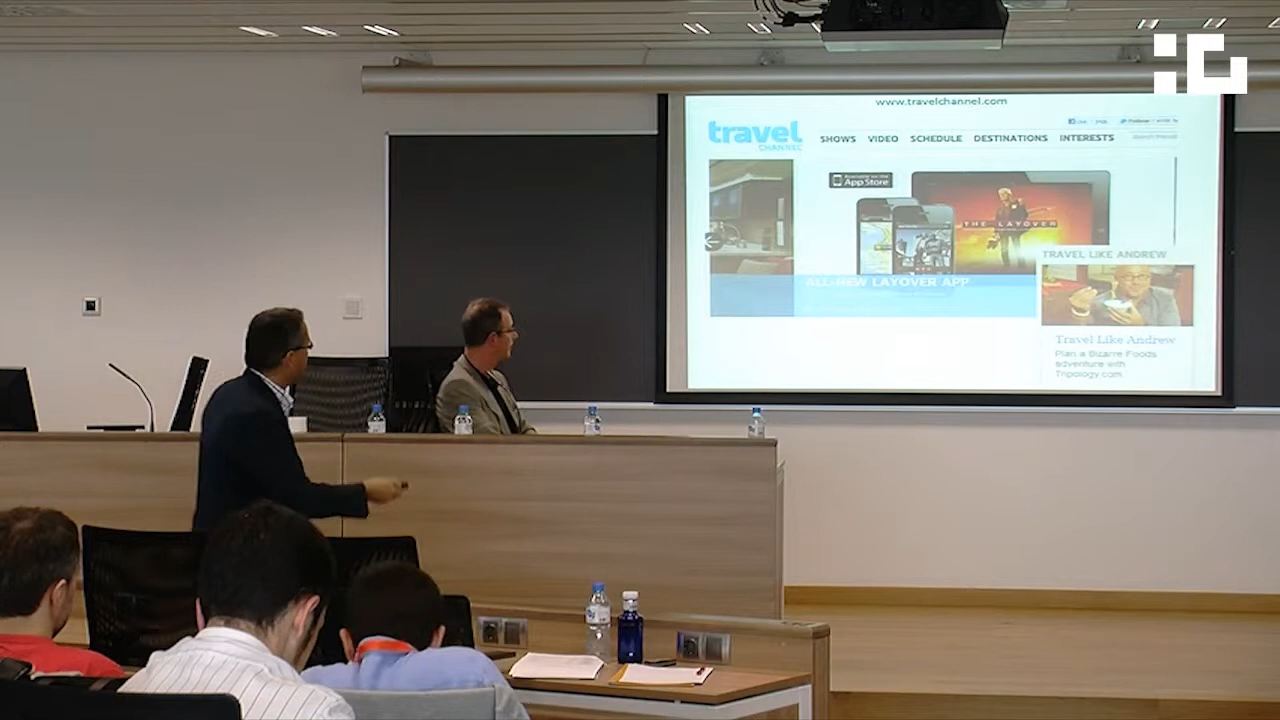 www.travelchannel.com
travel
CHANNEL
SHOWS VIDEO SCHEDULE DESTINATIONS INTERESTS
App Store
THE LAYOVER
ALL-NEW LAYOVER APP
TRAVEL LIKE ANDREW
Travel Like Andrew
Plan a Bizarre Foods
adventure with
Tripology.com